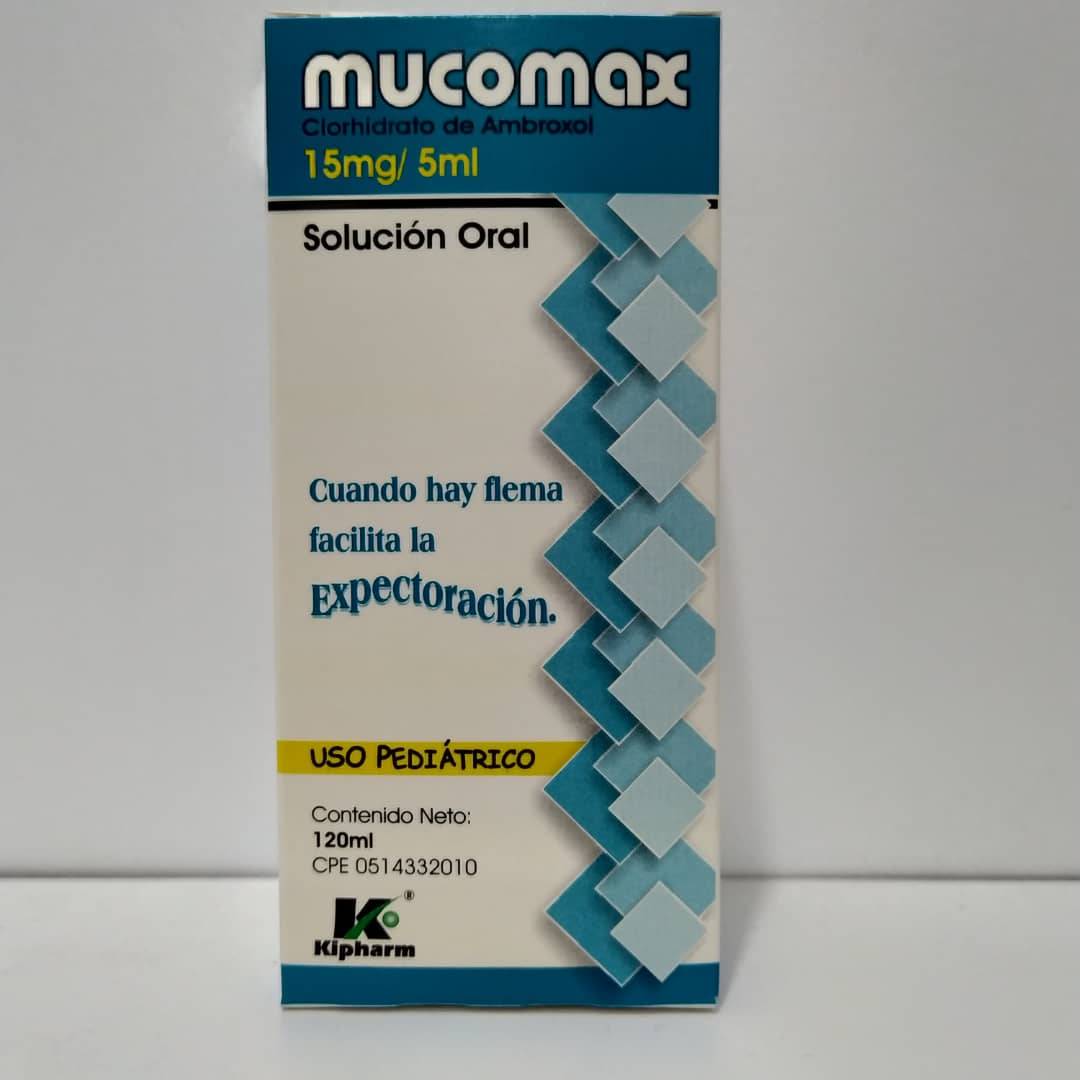 mucomax
Clorhidrato de Ambroxol
15mg/ 5ml
Solución Oral
Cuando hay flema
facilita la
Expectoración.
USO PEDIÁTRICO
Contenido Neto:
120ml
CPE 0514332010
K ®
Kipharm